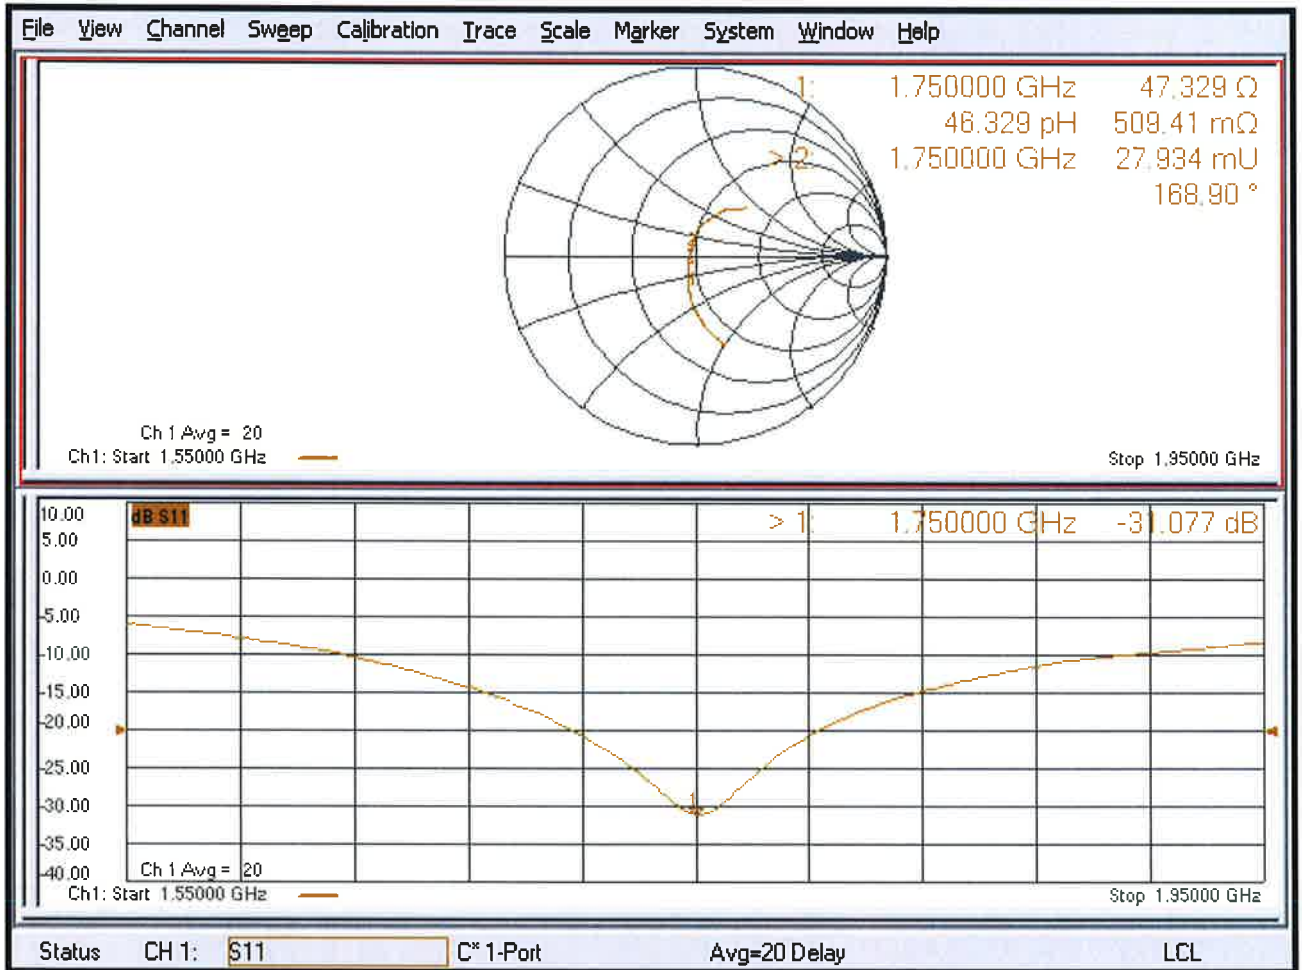 File View Channel Sweep Calibration Trace Scale Marker System Window Help
1: 1.750000 GHz 47.329 Ω
46.329 pH 509.41 mΩ
> 2: 1.750000 GHz 27.934 mU
168.90 °
Ch 1 Avg = 20
Ch1: Start 1.55000 GHz
Stop 1.95000 GHz
10.00
dB S11
> 1: 1.750000 GHz -31.077 dB
5.00
0.00
-5.00
-10.00
-15.00
-20.00
-25.00
-30.00
1
-35.00
-40.00
Ch 1 Avg = 20
Ch1: Start 1.55000 GHz
Stop 1.95000 GHz
Status CH 1: S11 C* 1-Port Avg=20 Delay LCL